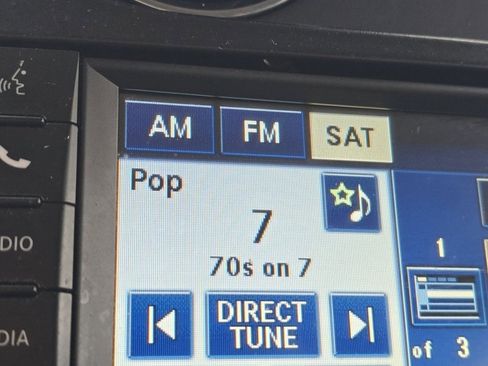 AM FM SAT
Pop
7
70s on 7
DIRECT
TUNE
1
of 3
DIO
DIA